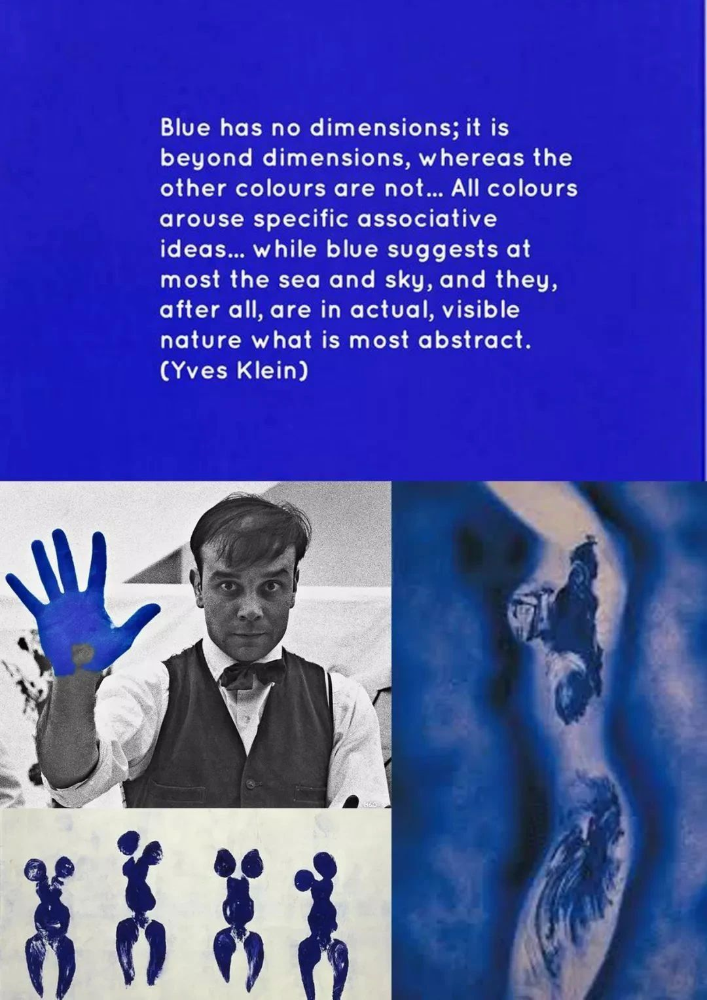 Blue has no dimensions; it is
beyond dimensions, whereas the
other colours are not... All colours
arouse specific associative
ideas... while blue suggests at
most the sea and sky, and they,
after all, are in actual, visible
nature what is most abstract.
(Yves Klein)